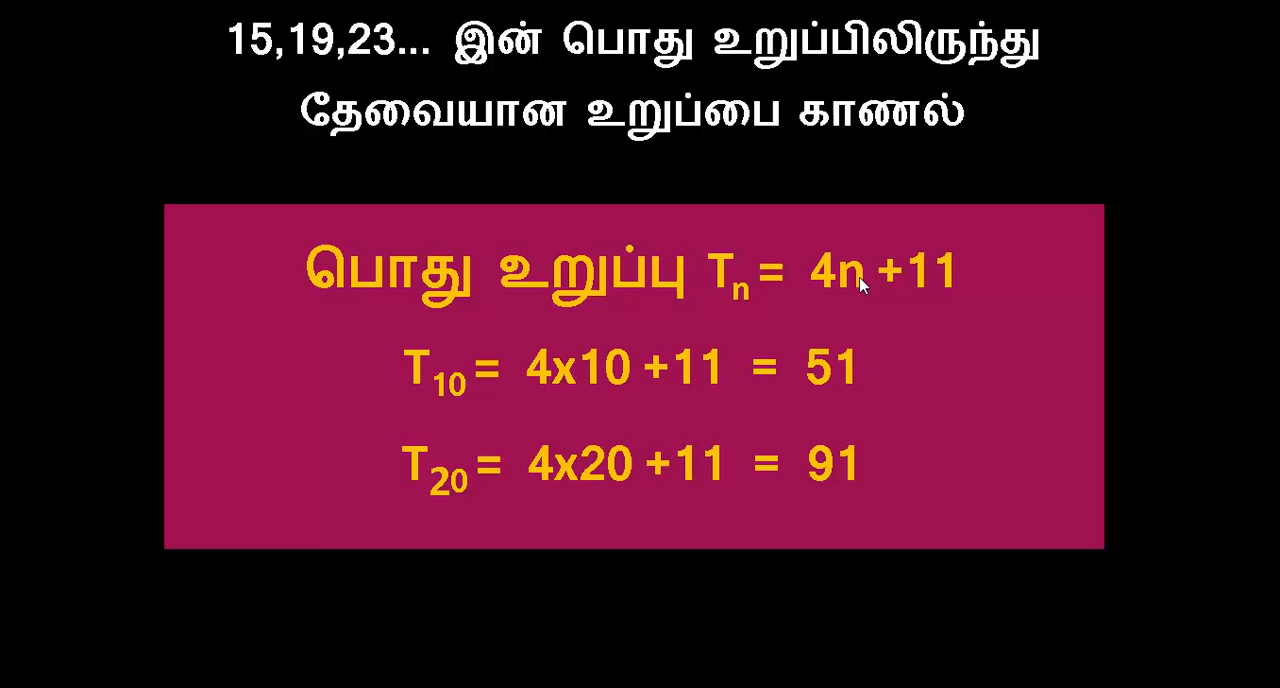 15,19,23... இன் பொது உறுப்பிலிருந்து
தேவையான உறுப்பை காணல்
பொது உறுப்பு Tₙ = 4n +11
T₁₀ = 4x10 +11 = 51
T₂₀ = 4x20 +11 = 91